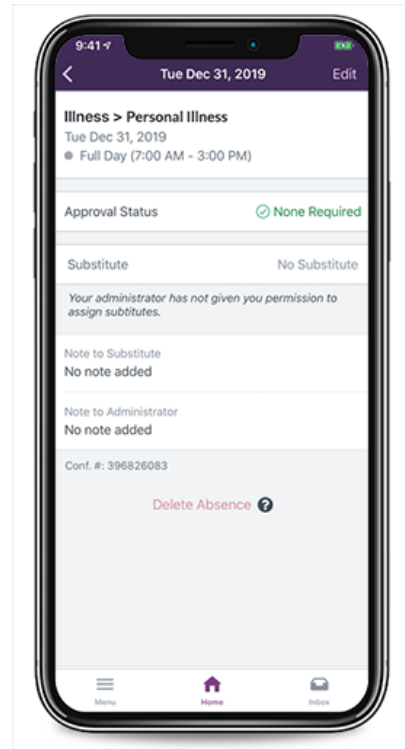 9:41
Tue Dec 31, 2019 Edit
Illness > Personal Illness
Tue Dec 31, 2019
Full Day (7:00 AM - 3:00 PM)
Approval Status None Required
Substitute No Substitute
Your administrator has not given you permission to
assign subtitutes.
Note to Substitute
No note added
Note to Administrator
No note added
Conf. #: 396826083
Delete Absence ?
Menu Home Inbox